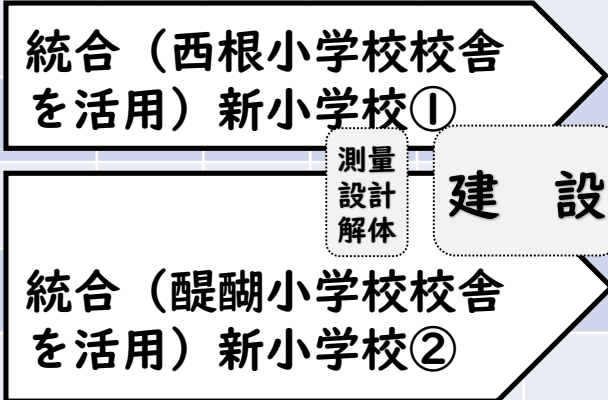 統合（西根小学校校舎
を活用）新小学校①
測量
設計
解体
建　設
統合（醍醐小学校校舎
を活用）新小学校②